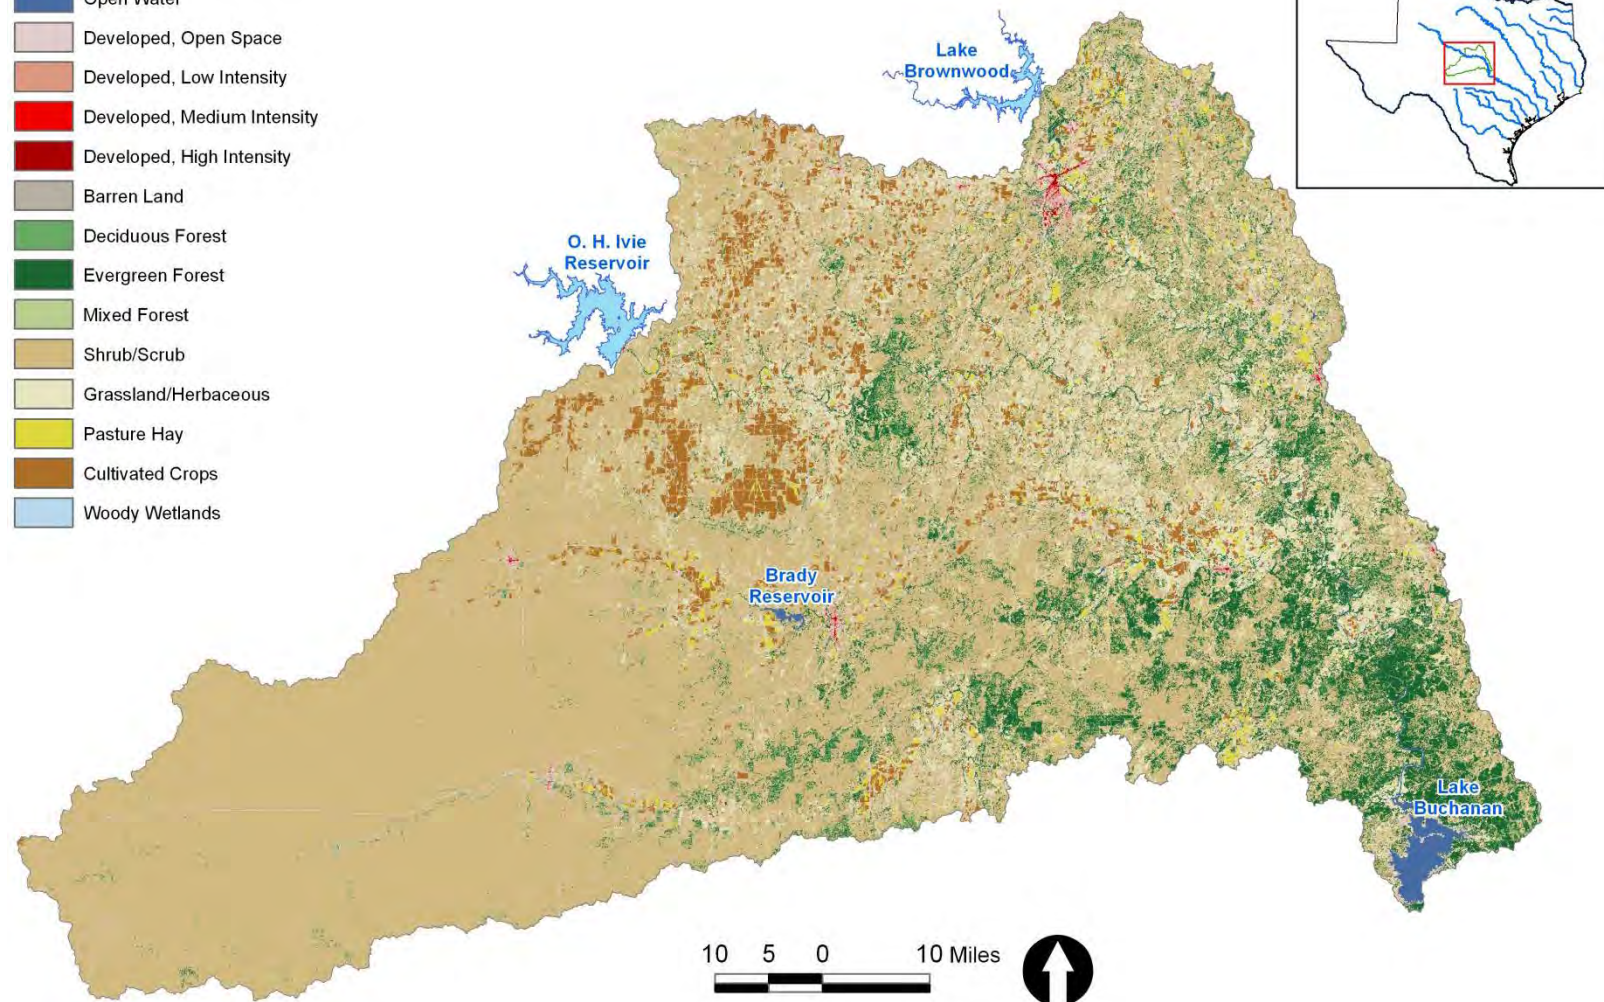 Open Water
Developed, Open Space
Developed, Low Intensity
Developed, Medium Intensity
Developed, High Intensity
Barren Land
Deciduous Forest
Evergreen Forest
Mixed Forest
Shrub/Scrub
Grassland/Herbaceous
Pasture Hay
Cultivated Crops
Woody Wetlands
Lake
Brownwood
O. H. Ivie
Reservoir
Brady
Reservoir
Lake
Buchanan
10 5 0 10 Miles